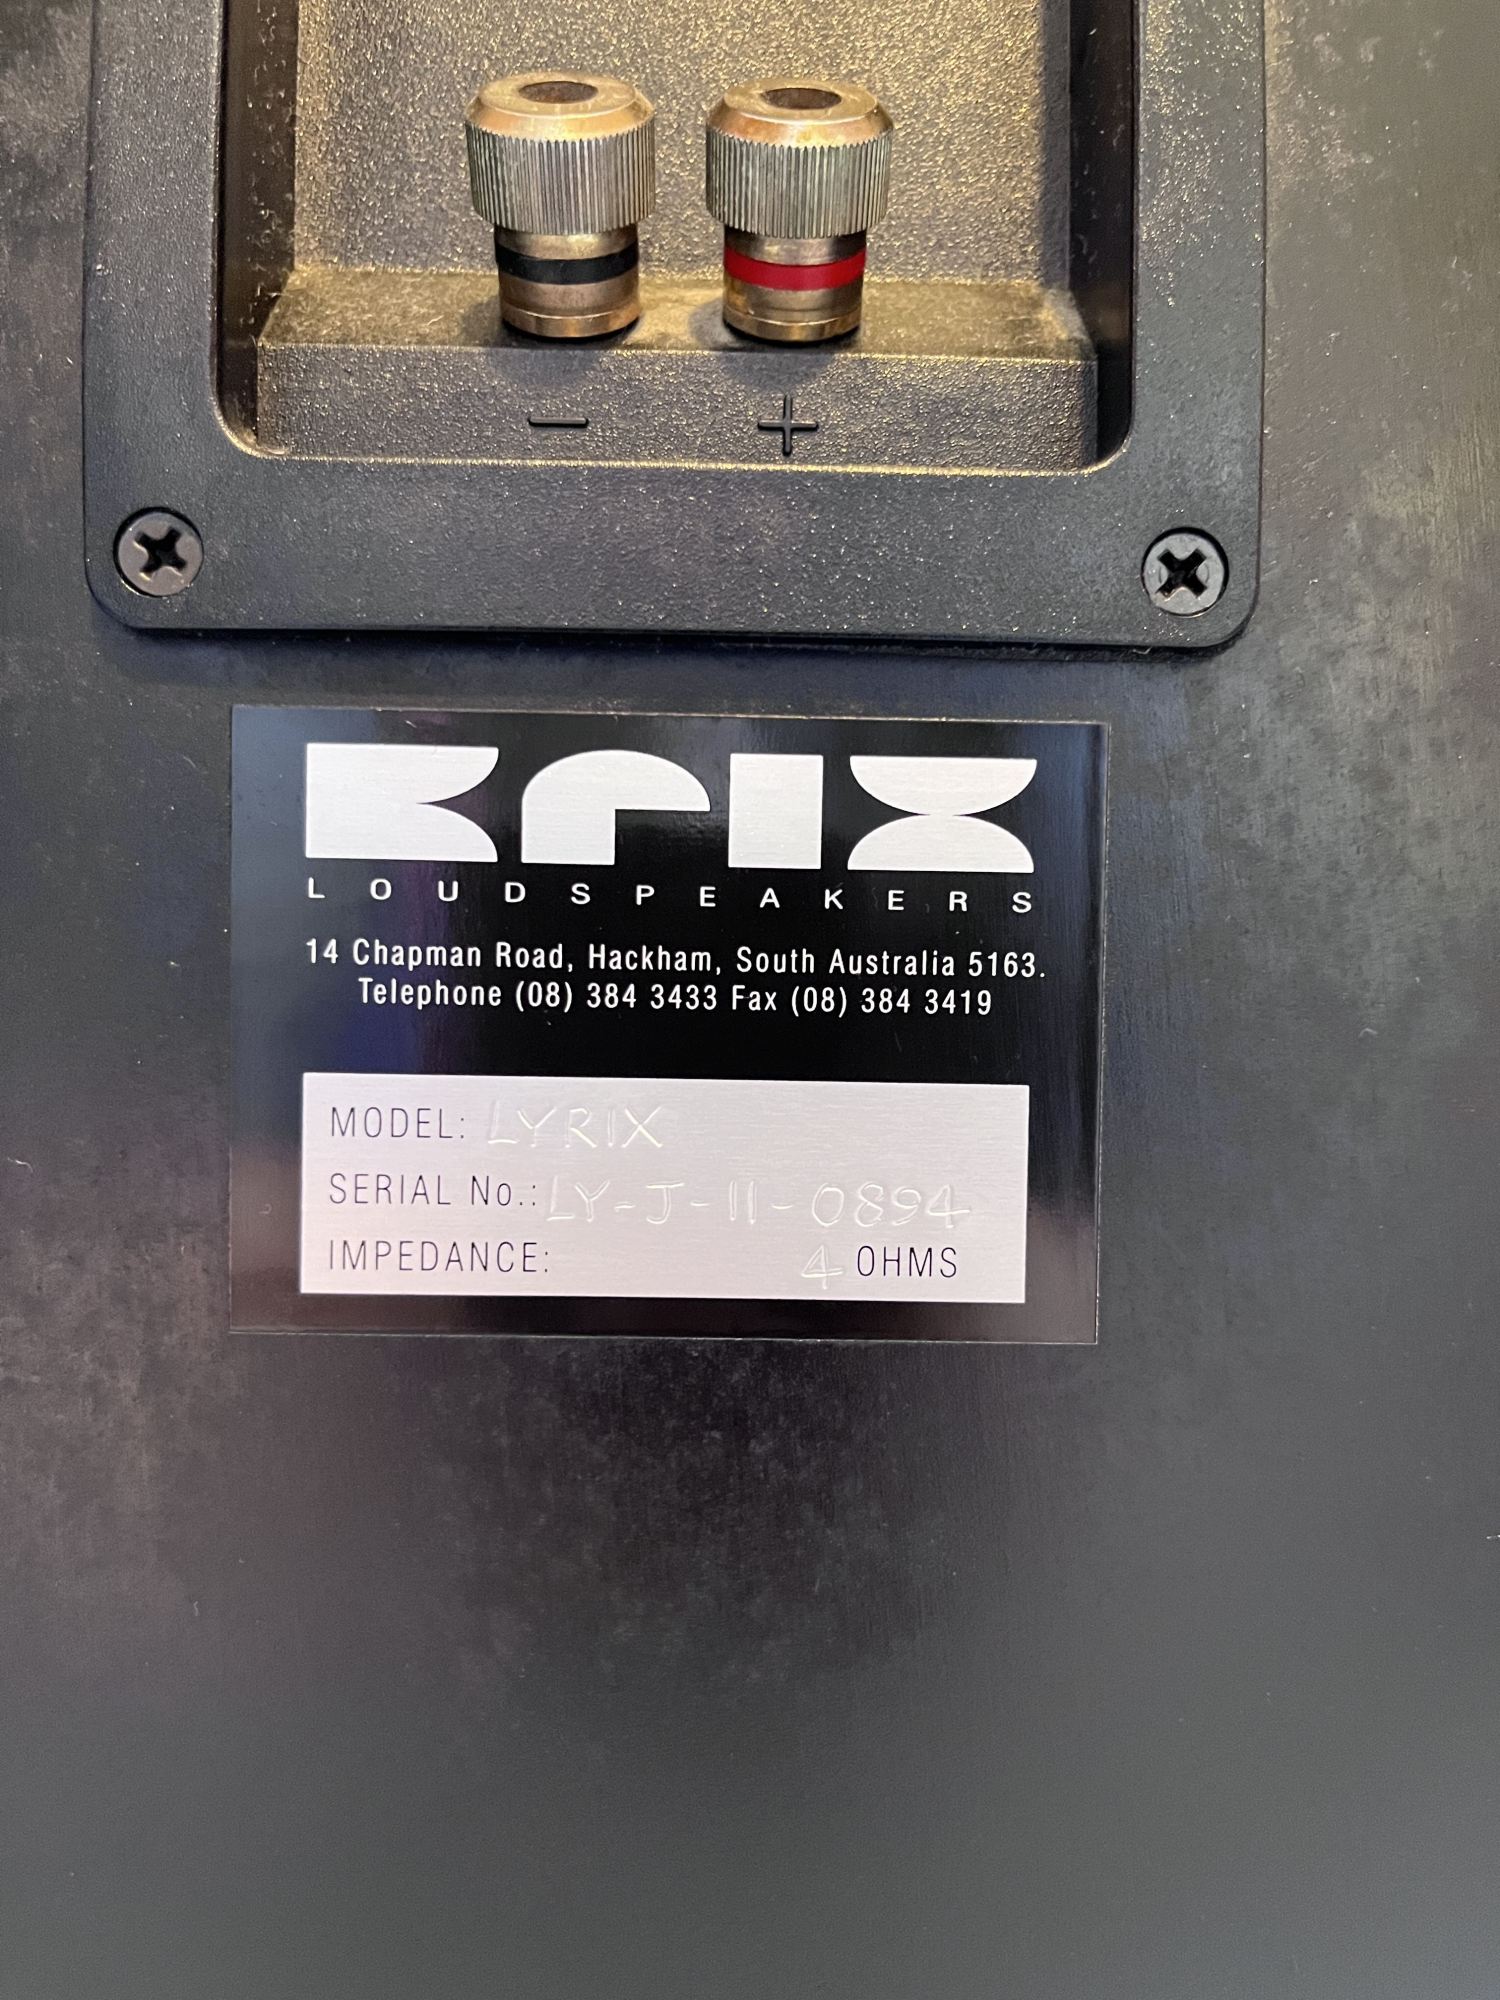 − +
Krix
LOUDSPEAKERS
14 Chapman Road, Hackham, South Australia 5163.
Telephone (08) 384 3433 Fax (08) 384 3419
MODEL: LYRIX
SERIAL No.: LY-J-11-0894
IMPEDANCE: 4 OHMS